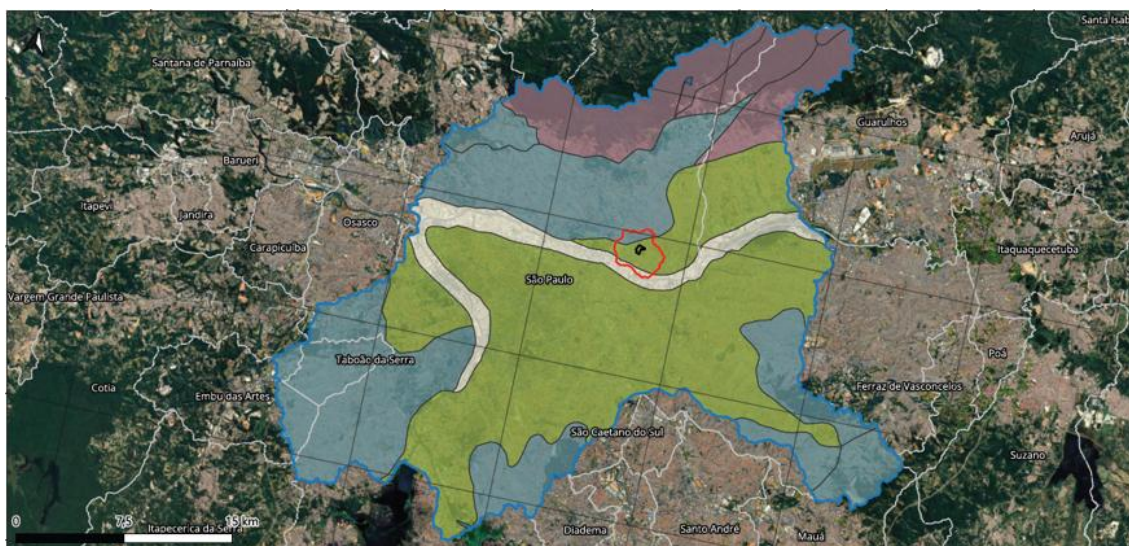 Santa Isab
Santana de Parnaíba
Guarulhos
Arujá
Barueri
Itapevi
Jandira
Osasco
Carapicuíba
Itaquaquecetuba
São Paulo
Vargem Grande Paulista
Taboão da Serra
Poá
Cotia
Embu das Artes
Ferraz de Vasconcelos
São Caetano do Sul
Suzano
0 7,5 15 km
Itapecerica da Serra
Diadema
Santo André
Mauá